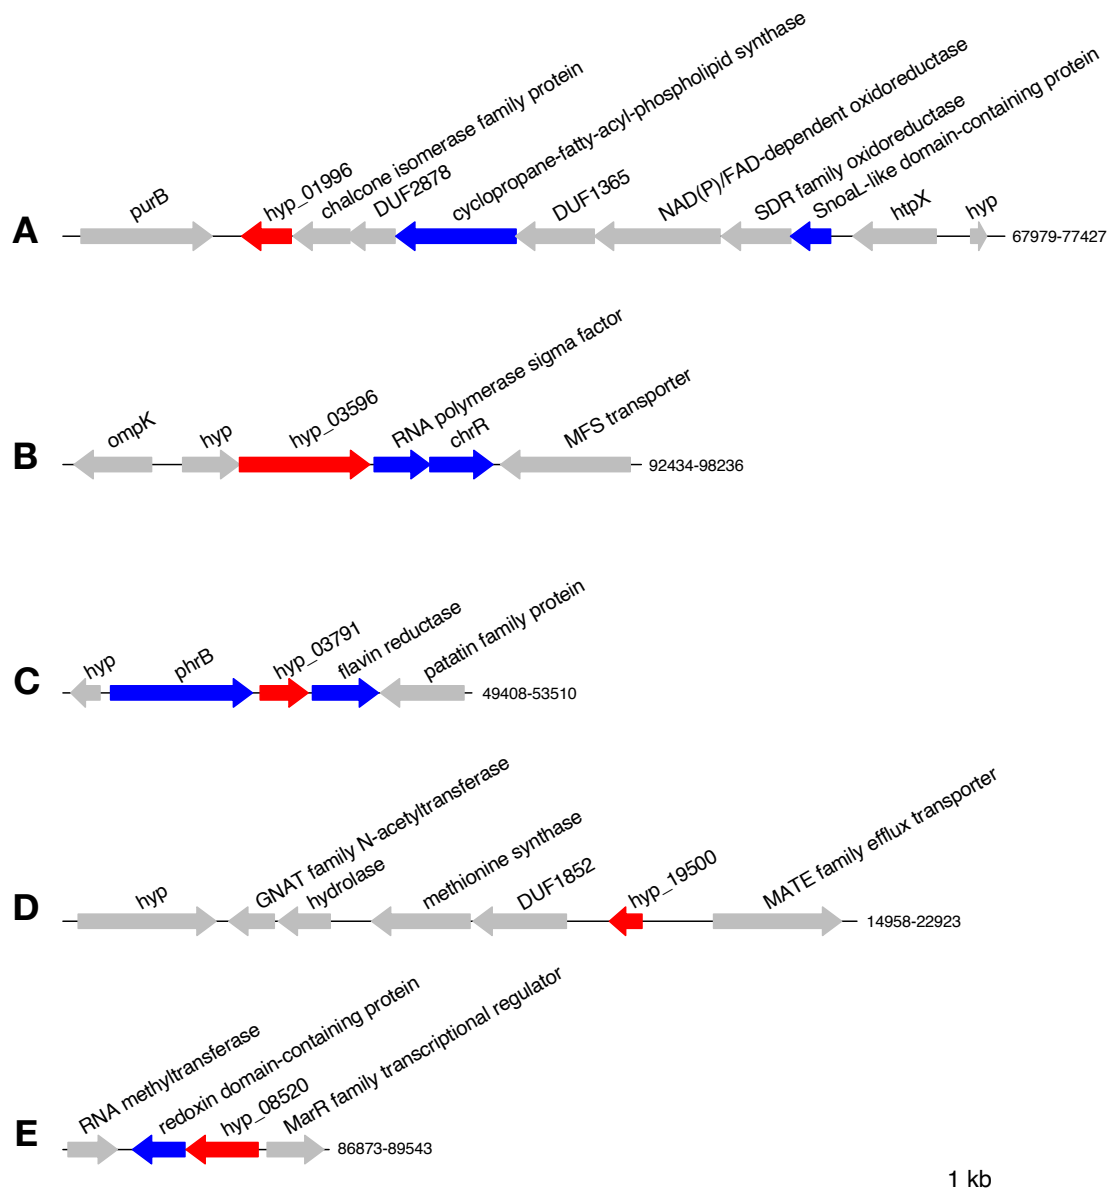 A
purB
hyp_01996
chalcone isomerase family protein
DUF2878
cyclopropane-fatty-acyl-phospholipid synthase
DUF1365
NAD(P)/FAD-dependent oxidoreductase
SDR family oxidoreductase
SnoaL-like domain-containing protein
htpX
hyp
67979-77427
B
ompK
hyp
hyp_03596
RNA polymerase sigma factor
chrR
MFS transporter
92434-98236
C
hyp
phrB
hyp_03791
flavin reductase
patatin family protein
49408-53510
D
hyp
GNAT family N-acetyltransferase
hydrolase
methionine synthase
DUF1852
hyp_19500
MATE family efflux transporter
14958-22923
E
RNA methyltransferase
redoxin domain-containing protein
hyp_08520
MarR family transcriptional regulator
86873-89543
1 kb